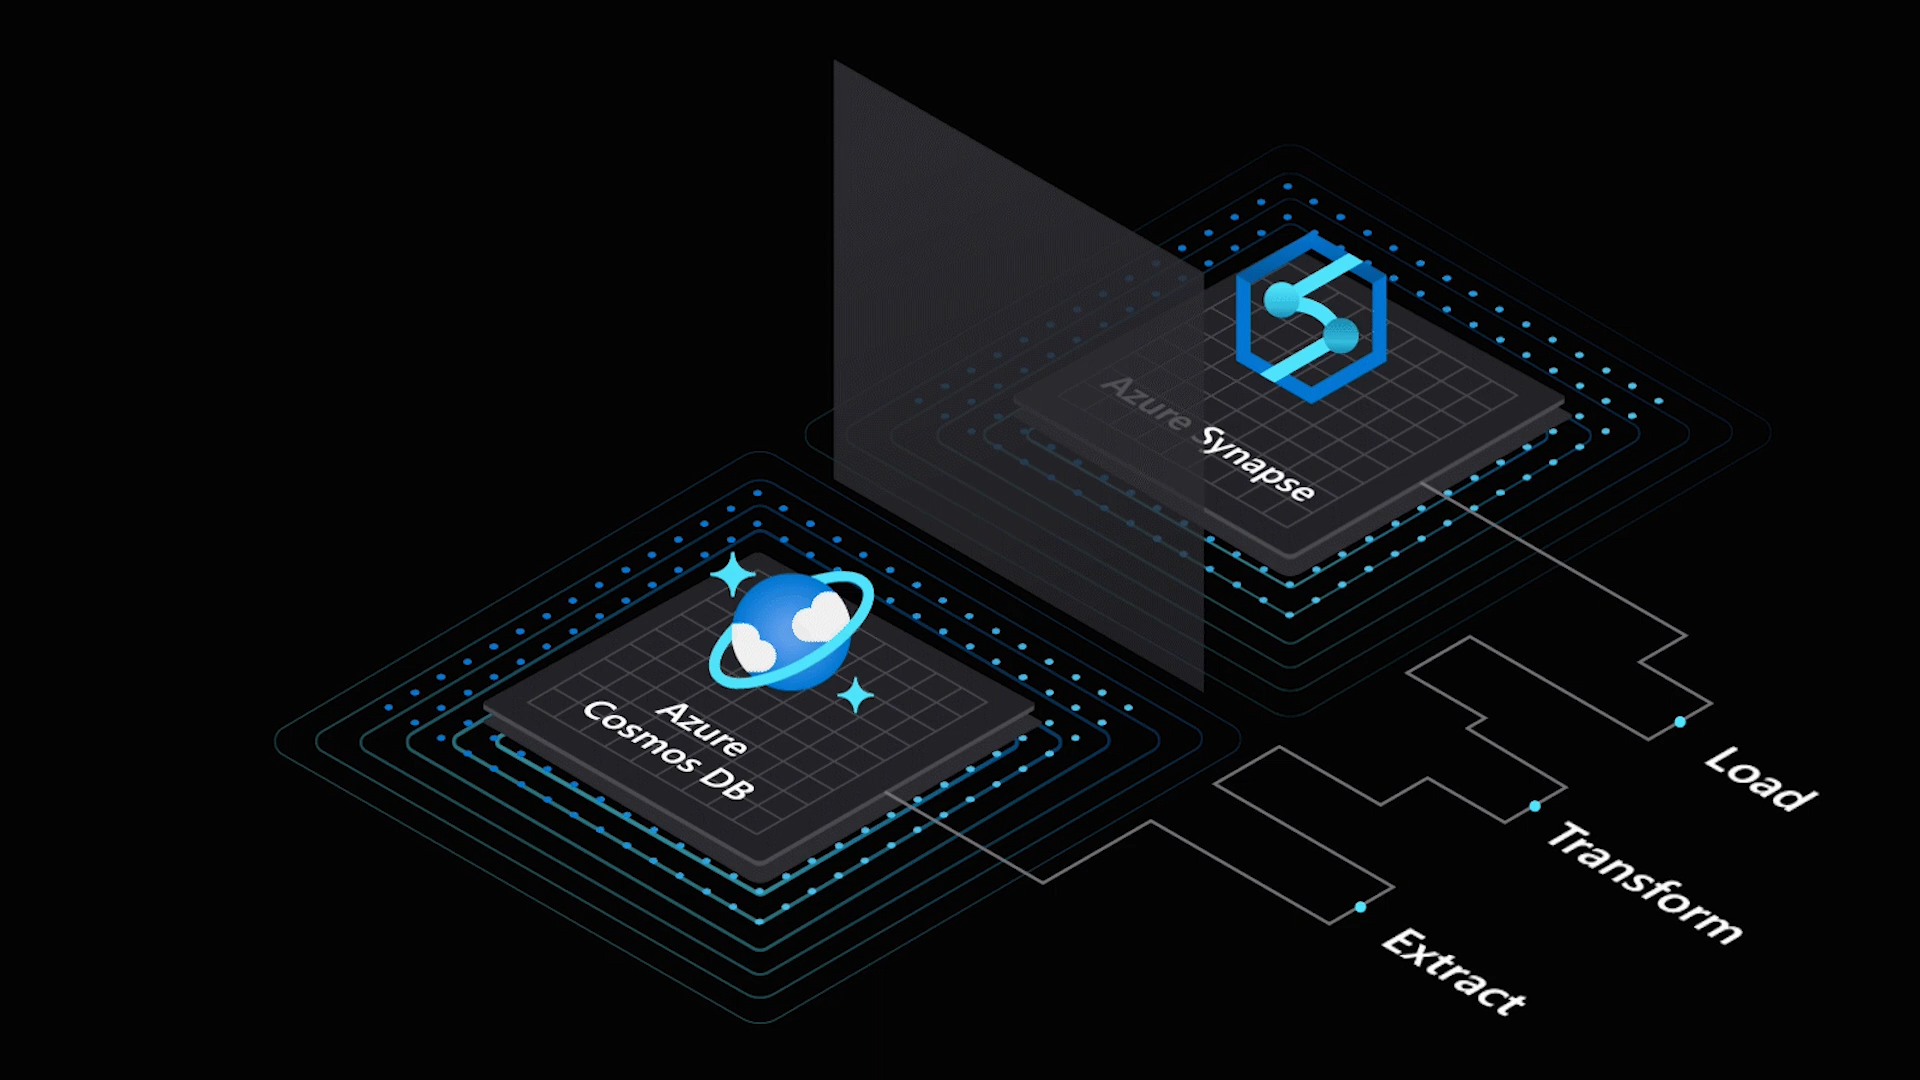 Azure Synapse
Azure
Cosmos DB
Load
Transform
Extract